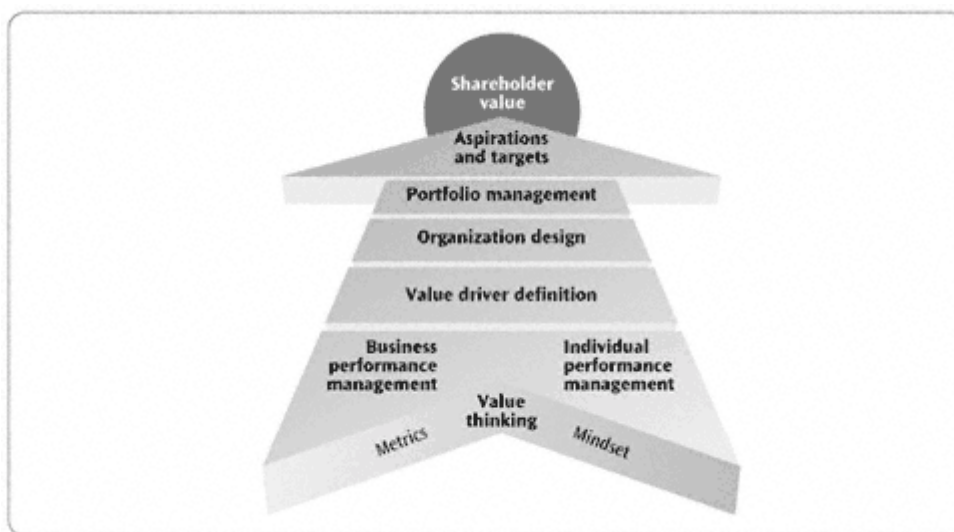 Shareholder
value
Aspirations
and targets
Portfolio management
Organization design
Value driver definition
Business
performance
management
Individual
performance
management
Value
thinking
Metrics
Mindset